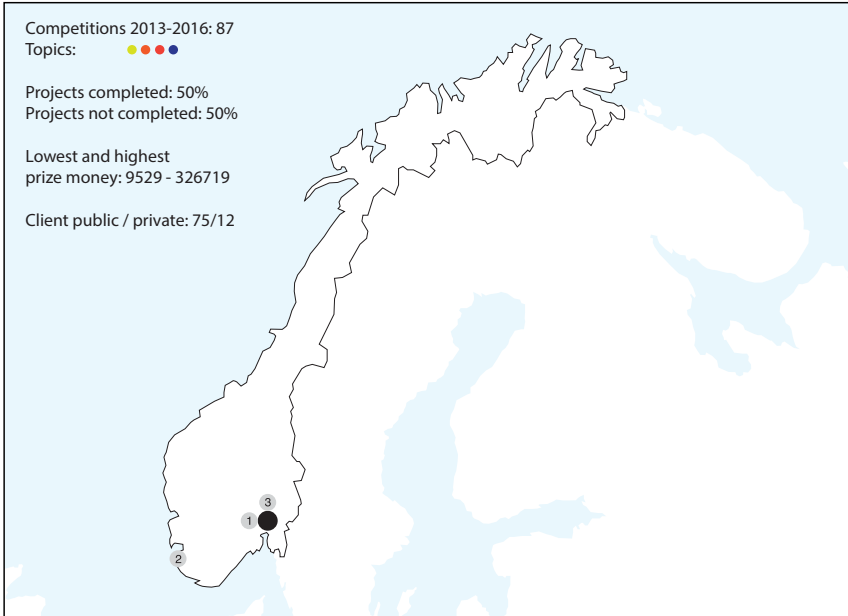 Competitions 2013-2016: 87
Topics:
Projects completed: 50%
Projects not completed: 50%
Lowest and highest
prize money: 9529 - 326719
Client public / private: 75/12
3
1
2